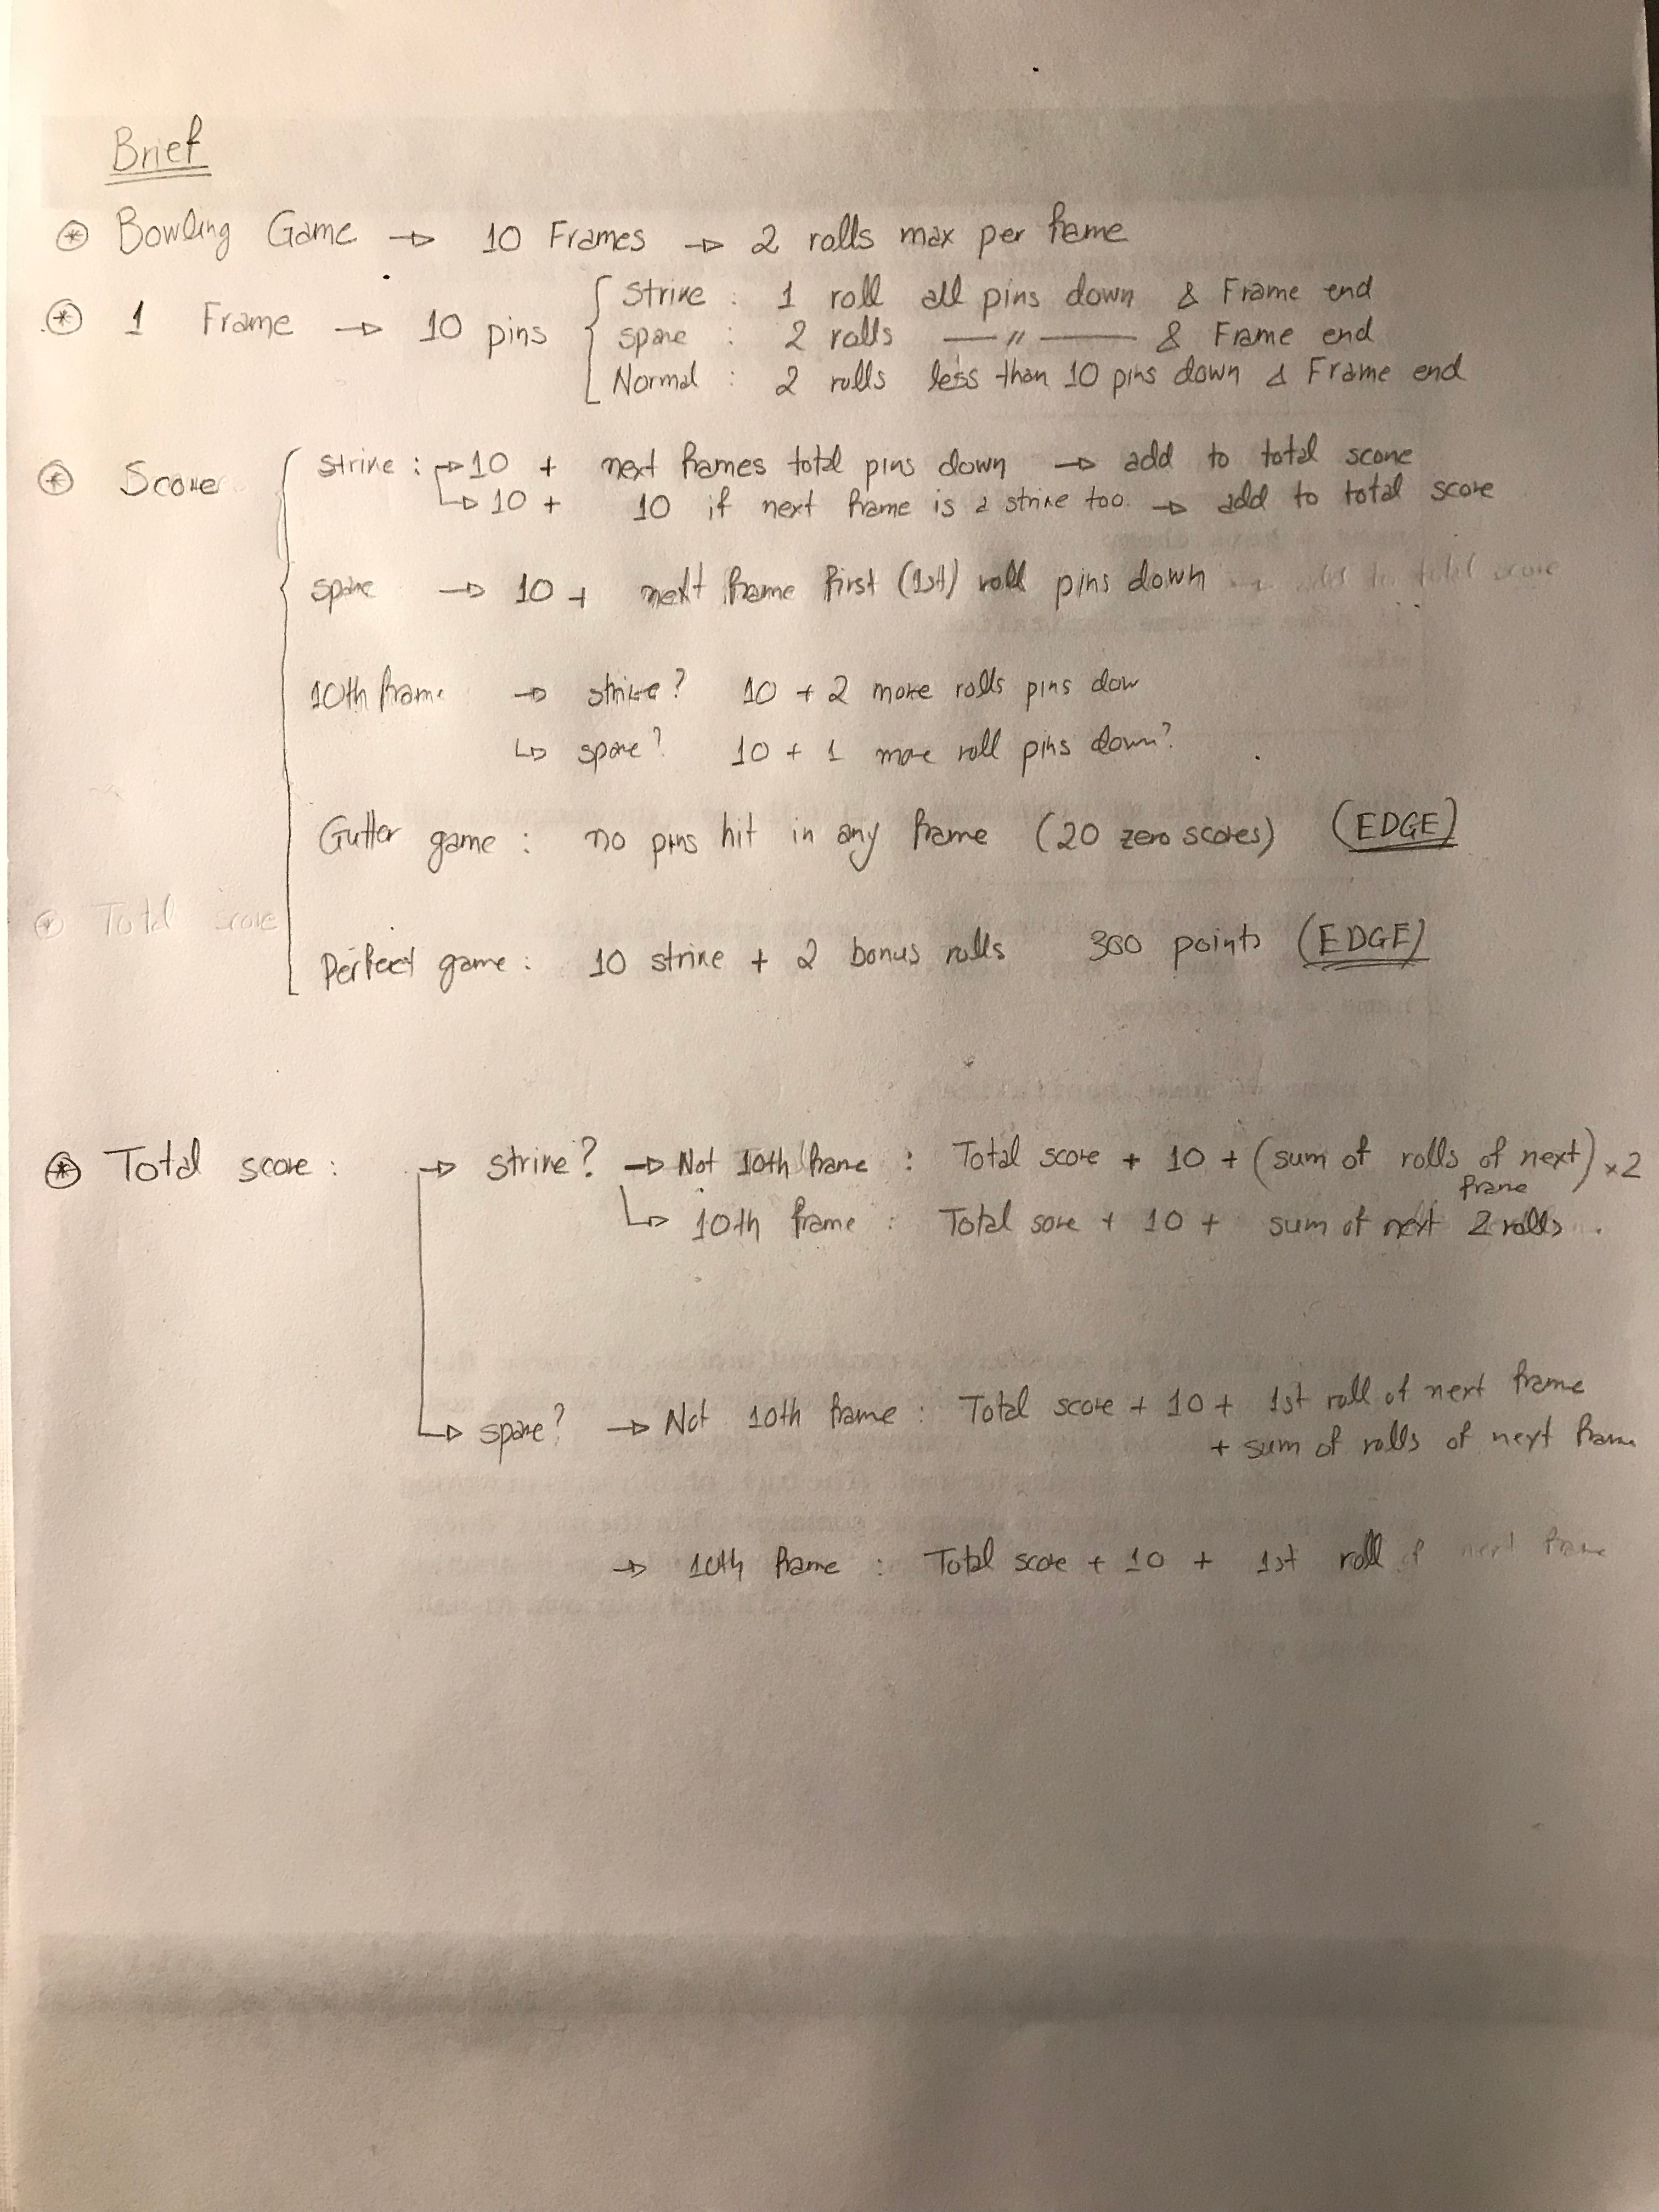 Brief
* Bowling Game → 10 Frames → 2 rolls max per frame
* 1 Frame → 10 pins
Strike : 1 roll all pins down & Frame end
spare : 2 rolls —〃— & Frame end
Normal : 2 rolls less than 10 pins down & Frame end
* Score
strike : → 10 + next frames total pins down → add to total score
↳ 10 + 10 if next frame is a strike too. → add to total score
spare → 10 + next frame first (1st) roll pins down → add to total score
10th frame → strike? 10 + 2 more rolls pins dow
↳ spare? 10 + 1 more roll pins down?
Gutter game : no pins hit in any frame (20 zero scores) (EDGE)
* Total score
Perfect game : 10 strike + 2 bonus rolls 300 points (EDGE)
* Total score : → strike? → Not 10th frame : Total score + 10 + (sum of rolls of next frame) x2
↳ 10th frame : Total sore + 10 + sum of next 2 rolls .
↳ spare? → Not 10th frame : Total score + 10 + 1st roll of next frame
+ sum of rolls of next frame
→ 10th frame : Total score + 10 + 1st roll of next frame